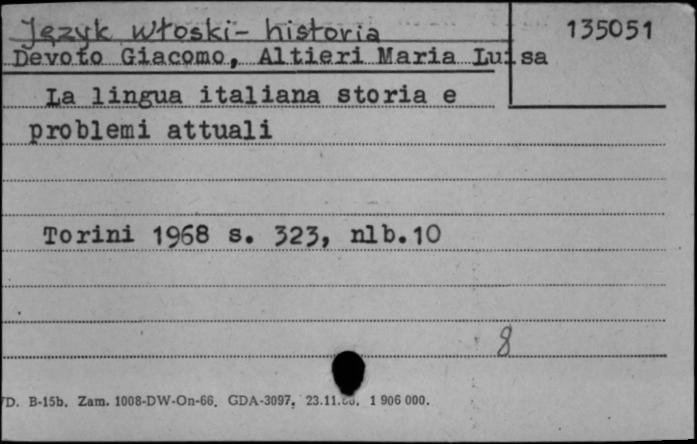 Język włoski - historia
135051
Devoto Giacomo, Altieri Maria Luisa
La lingua italiana storia e
problemi attuali
Torini 1968 s. 323, nlb.10
8
D. B-15b. Zam. 1008-DW-On-66. GDA-3097. 1 906 000.